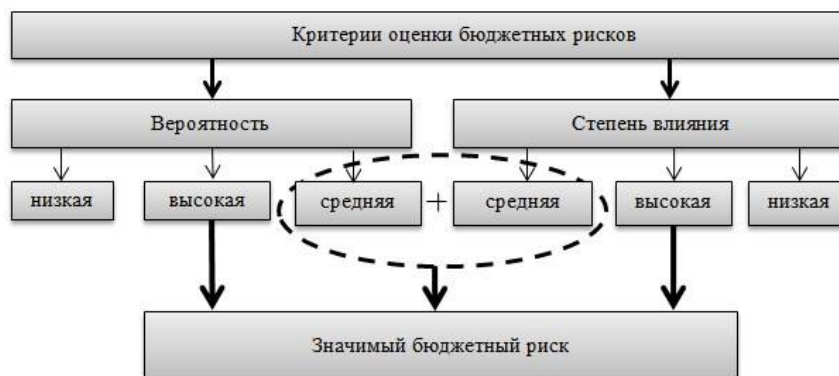 Критерии оценки бюджетных рисков
Вероятность
Степень влияния
низкая
высокая
средняя
+
средняя
высокая
низкая
Значимый бюджетный риск